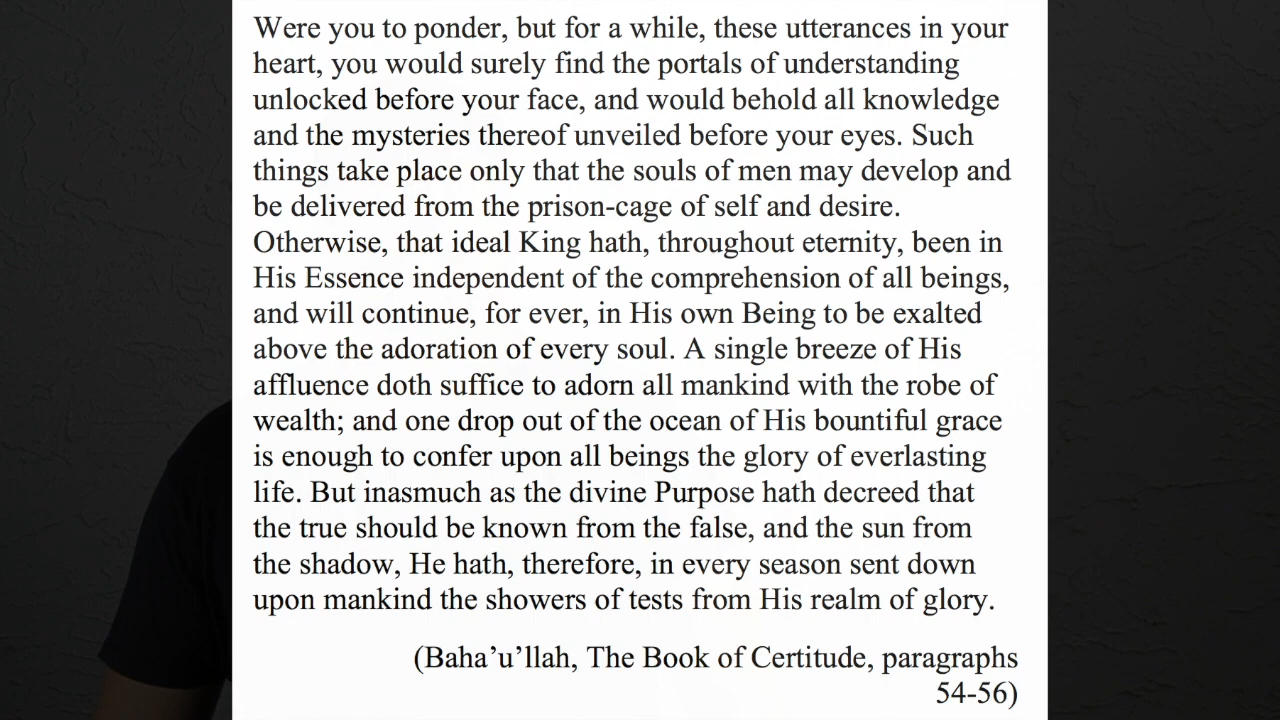 Were you to ponder, but for a while, these utterances in your
heart, you would surely find the portals of understanding
unlocked before your face, and would behold all knowledge
and the mysteries thereof unveiled before your eyes. Such
things take place only that the souls of men may develop and
be delivered from the prison-cage of self and desire.
Otherwise, that ideal King hath, throughout eternity, been in
His Essence independent of the comprehension of all beings,
and will continue, for ever, in His own Being to be exalted
above the adoration of every soul. A single breeze of His
affluence doth suffice to adorn all mankind with the robe of
wealth; and one drop out of the ocean of His bountiful grace
is enough to confer upon all beings the glory of everlasting
life. But inasmuch as the divine Purpose hath decreed that
the true should be known from the false, and the sun from
the shadow, He hath, therefore, in every season sent down
upon mankind the showers of tests from His realm of glory.
(Baha’u’llah, The Book of Certitude, paragraphs
54-56)